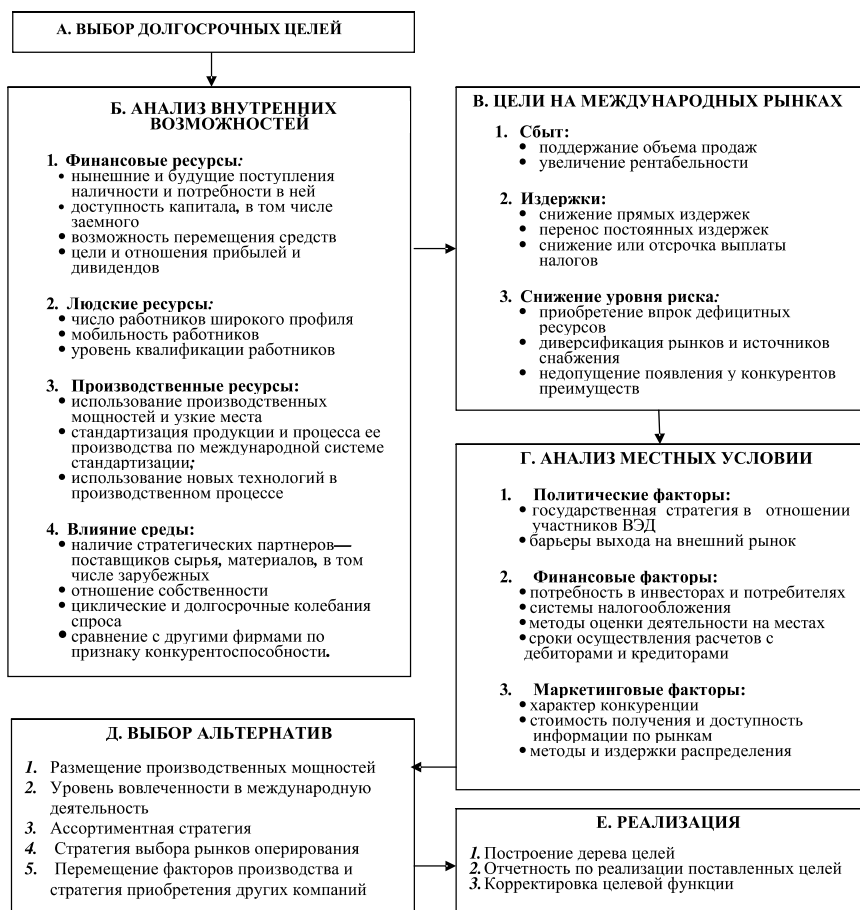 А. ВЫБОР ДОЛГОСРОЧНЫХ ЦЕЛЕЙ
Б. АНАЛИЗ ВНУТРЕННИХ
ВОЗМОЖНОСТЕЙ
1. Финансовые ресурсы:
• нынешние и будущие поступления
наличности и потребности в ней
• доступность капитала, в том числе
заемного
• возможность перемещения средств
• цели и отношения прибылей и
дивидендов
2. Людские ресурсы:
• число работников широкого профиля
• мобильность работников
• уровень квалификации работников
3. Производственные ресурсы:
• использование производственных
мощностей и узкие места
• стандартизация продукции и процесса ее
производства по международной системе
стандартизации;
• использование новых технологий в
производственном процессе
4. Влияние среды:
• наличие стратегических партнеров—
поставщиков сырья, материалов, в том
числе зарубежных
• отношение собственности
• циклические и долгосрочные колебания
спроса
• сравнение с другими фирмами по
признаку конкурентоспособности.
В. ЦЕЛИ НА МЕЖДУНАРОДНЫХ РЫНКАХ
1. Сбыт:
• поддержание объема продаж
• увеличение рентабельности
2. Издержки:
• снижение прямых издержек
• перенос постоянных издержек
• снижение или отсрочка выплаты
налогов
3. Снижение уровня риска:
• приобретение впрок дефицитных
ресурсов
• диверсификация рынков и источников
снабжения
• недопущение появления у конкурентов
преимуществ
Г. АНАЛИЗ МЕСТНЫХ УСЛОВИИ
1. Политические факторы:
• государственная стратегия в отношении
участников ВЭД
• барьеры выхода на внешний рынок
2. Финансовые факторы:
• потребность в инвесторах и потребителях
• системы налогообложения
• методы оценки деятельности на местах
• сроки осуществления расчетов с
дебиторами и кредиторами
3. Маркетинговые факторы:
• характер конкуренции
• стоимость получения и доступность
информации по рынкам
• методы и издержки распределения
Д. ВЫБОР АЛЬТЕРНАТИВ
1. Размещение производственных мощностей
2. Уровень вовлеченности в международную
деятельность
3. Ассортиментная стратегия
4. Стратегия выбора рынков оперирования
5. Перемещение факторов производства и
стратегия приобретения других компаний
Е. РЕАЛИЗАЦИЯ
1. Построение дерева целей
2. Отчетность по реализации поставленных целей
3. Корректировка целевой функции